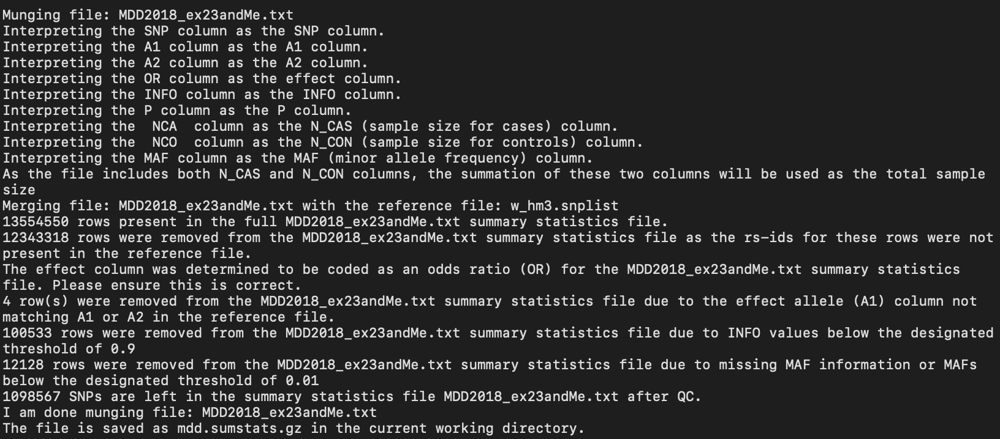 Munging file: MDD2018_ex23andMe.txt
Interpreting the SNP column as the SNP column.
Interpreting the A1 column as the A1 column.
Interpreting the A2 column as the A2 column.
Interpreting the OR column as the effect column.
Interpreting the INFO column as the INFO column.
Interpreting the P column as the P column.
Interpreting the  NCA  column as the N_CAS (sample size for cases) column.
Interpreting the  NCO  column as the N_CON (sample size for controls) column.
Interpreting the MAF column as the MAF (minor allele frequency) column.
As the file includes both N_CAS and N_CON columns, the summation of these two columns will be used as the total sample
size
Merging file: MDD2018_ex23andMe.txt with the reference file: w_hm3.snplist
13554550 rows present in the full MDD2018_ex23andMe.txt summary statistics file.
12343318 rows were removed from the MDD2018_ex23andMe.txt summary statistics file as the rs-ids for these rows were not
present in the reference file.
The effect column was determined to be coded as an odds ratio (OR) for the MDD2018_ex23andMe.txt summary statistics
file. Please ensure this is correct.
4 row(s) were removed from the MDD2018_ex23andMe.txt summary statistics file due to the effect allele (A1) column not
matching A1 or A2 in the reference file.
100533 rows were removed from the MDD2018_ex23andMe.txt summary statistics file due to INFO values below the designated
threshold of 0.9
12128 rows were removed from the MDD2018_ex23andMe.txt summary statistics file due to missing MAF information or MAFs
below the designated threshold of 0.01
1098567 SNPs are left in the summary statistics file MDD2018_ex23andMe.txt after QC.
I am done munging file: MDD2018_ex23andMe.txt
The file is saved as mdd.sumstats.gz in the current working directory.